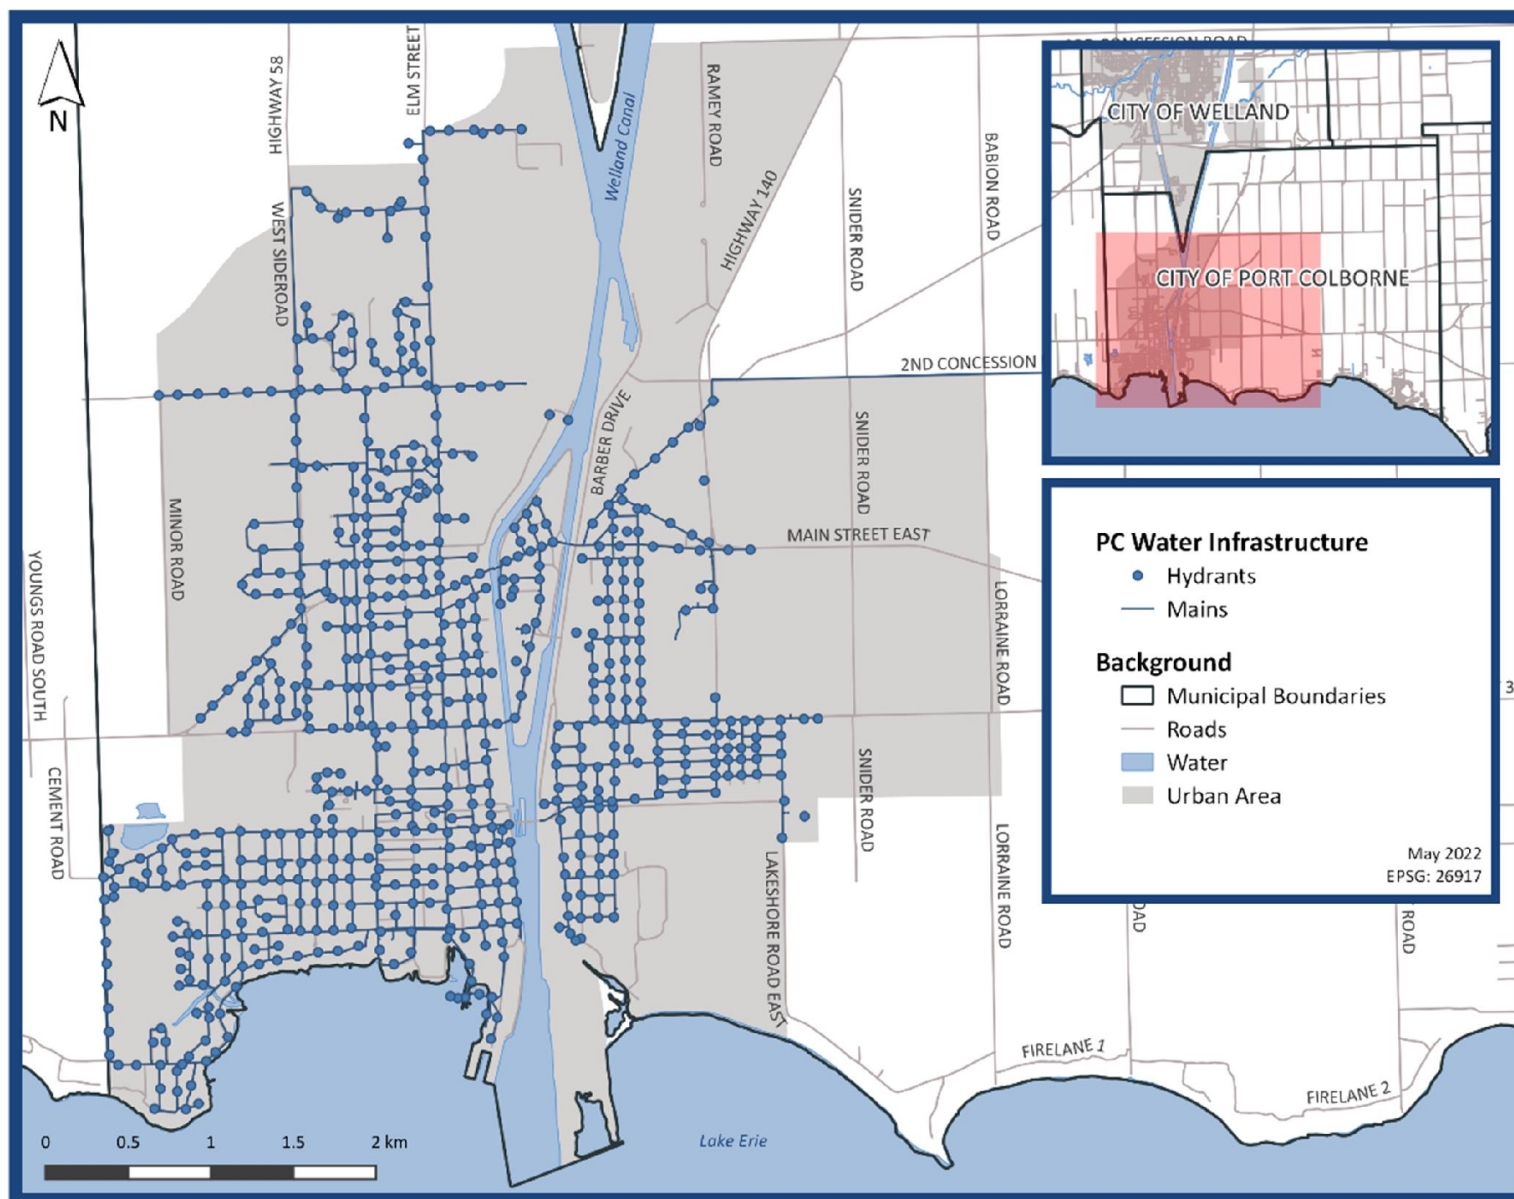 HIGHWAY 58
ELM STREET
RAMEY ROAD
Welland Canal
HIGHWAY 140
SNIDER ROAD
BABION ROAD
WEST SIDEROAD
N
CITY OF WELLAND
CITY OF PORT COLBORNE
2ND CONCESSION
BARBER DRIVE
SNIDER ROAD
MINOR ROAD
MAIN STREET EAST
YOUNGS ROAD SOUTH
LORRAINE ROAD
CEMENT ROAD
SNIDER ROAD
LAKESHORE ROAD EAST
LORRAINE ROAD
OAD
ROAD
3
PC Water Infrastructure
Hydrants
Mains
Background
Municipal Boundaries
Roads
Water
Urban Area
May 2022
EPSG: 26917
FIRELANE 1
FIRELANE 2
Lake Erie
0 0.5 1 1.5 2 km